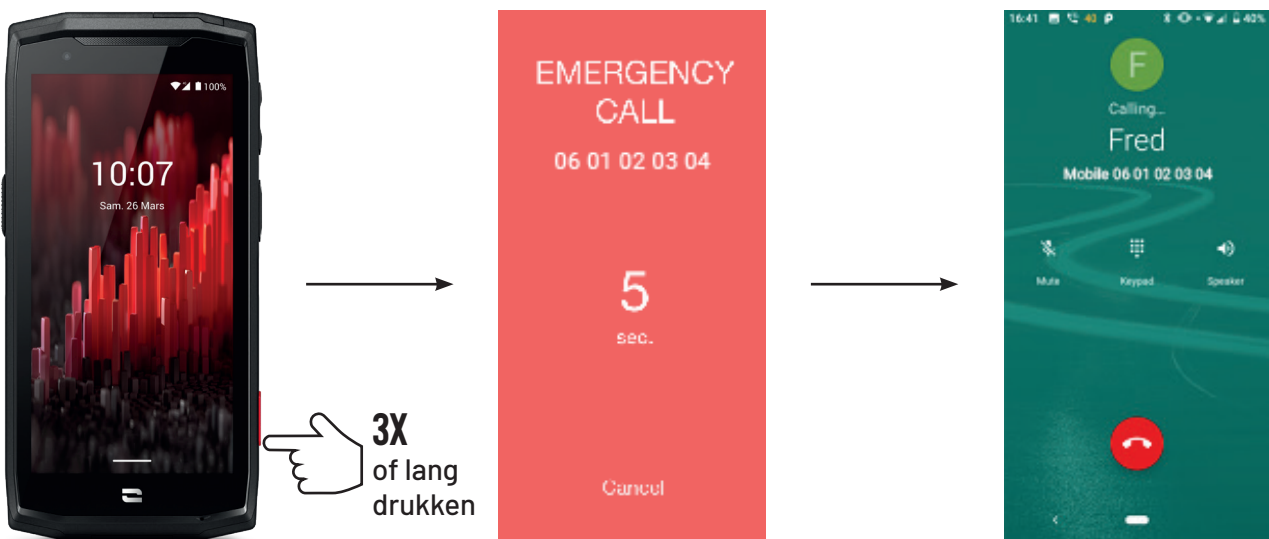 100%
10:07
Sam. 26 Mars
3X
of lang
drukken
EMERGENCY
CALL
06 01 02 03 04
5
sec.
Cancel
16:41 40 P 40%
F
Calling...
Fred
Mobile 06 01 02 03 04
Mute Keypad Speaker